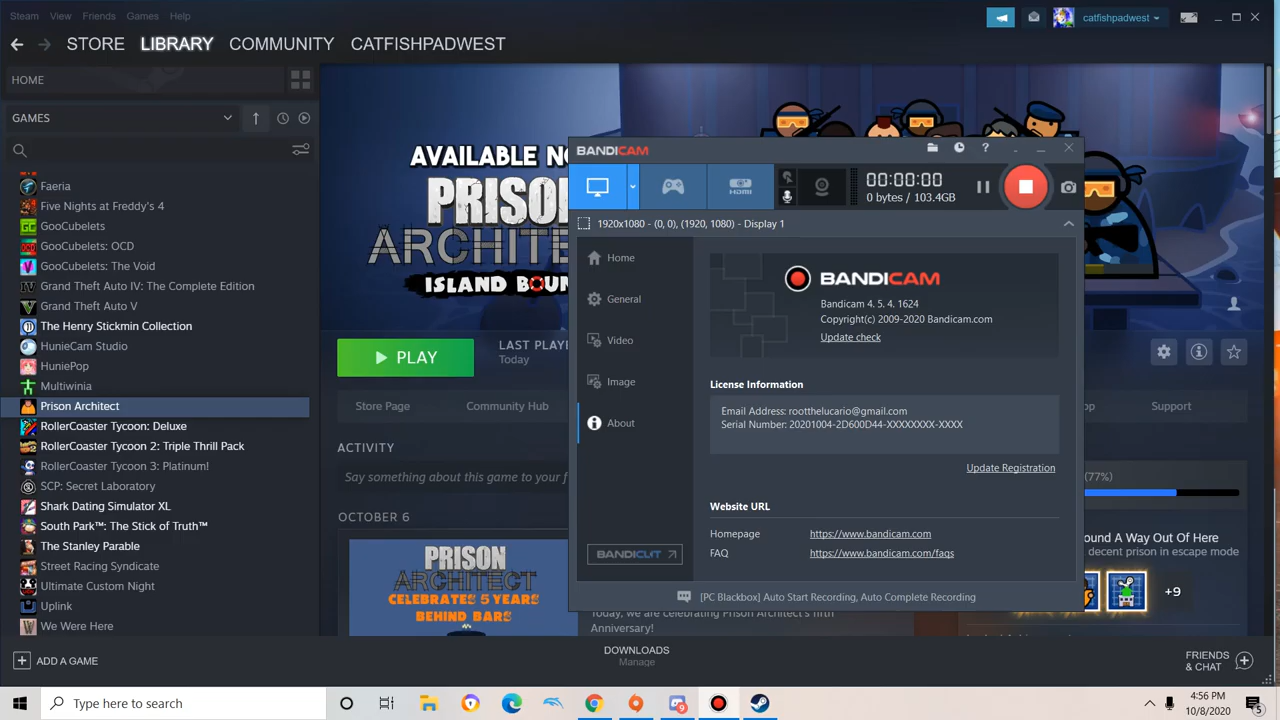 Steam View Friends Games Help
catfishpadwest
STORE LIBRARY COMMUNITY CATFISHPADWEST
HOME
GAMES
Faeria
Five Nights at Freddy's 4
GooCubelets
GooCubelets: OCD
GooCubelets: The Void
Grand Theft Auto IV: The Complete Edition
Grand Theft Auto V
The Henry Stickmin Collection
HunieCam Studio
HuniePop
Multiwinia
Prison Architect
RollerCoaster Tycoon: Deluxe
RollerCoaster Tycoon 2: Triple Thrill Pack
RollerCoaster Tycoon 3: Platinum!
SCP: Secret Laboratory
Shark Dating Simulator XL
South Park™: The Stick of Truth™
The Stanley Parable
Street Racing Syndicate
Ultimate Custom Night
Uplink
We Were Here
ADD A GAME
AVAILABLE
ARCHITECT
ISLAND
PLAY
Today
Store Page
Community Hub
Support
ACTIVITY
Say something about this game to your
(77%)
OCTOBER 6
PRISON
ARCHITECT
CELEBRATES 5 YEARS
BEHIND BARS
Today, we are celebrating Prison Architect's fifth
Anniversary!
A Way Out Of Here
decent prison in escape mode
+9
BANDICAM
HDMI
00:00:00
0 bytes / 103.4GB
1920x1080 - (0, 0), (1920, 1080) - Display 1
Home
General
Video
Image
About
BANDICUT
BANDICAM
Bandicam 4. 5. 4. 1624
Copyright(c) 2009-2020 Bandicam.com
Update check
License Information
Email Address: rootthelucario@gmail.com
Serial Number: 20201004-2D600D44-XXXXXXXX-XXXX
Update Registration
Website URL
Homepage https://www.bandicam.com
FAQ https://www.bandicam.com/faqs
[PC Blackbox] Auto Start Recording, Auto Complete Recording
DOWNLOADS
Manage
FRIENDS
& CHAT
Type here to search
9
4:56 PM
10/8/2020
5